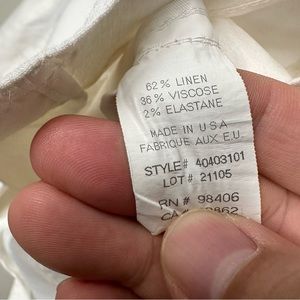 62% LINEN
36% VISCOSE
2% ELASTANE
MADE IN U S A
FABRIQUE AUX E.U.
STYLE# 40403101
LOT # 21105
RN # 98406